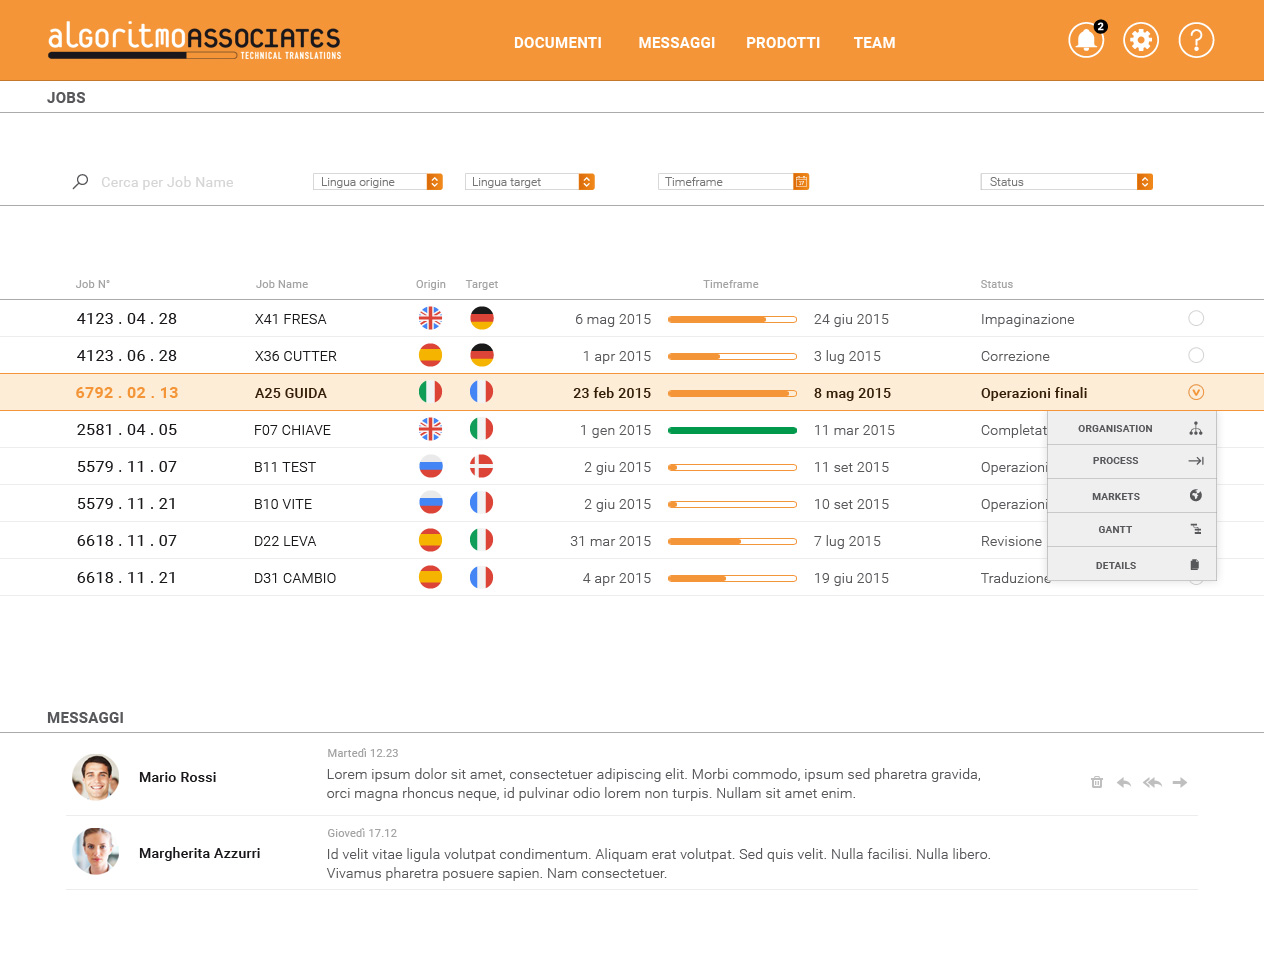 algoritmoASSOCIATES
TECHNICAL TRANSLATIONS
DOCUMENTI MESSAGGI PRODOTTI TEAM
2
?
JOBS
Cerca per Job Name Lingua origine Lingua target Timeframe Status
Job N° Job Name Origin Target Timeframe Status
4123 . 04 . 28 X41 FRESA 6 mag 2015 24 giu 2015 Impaginazione
4123 . 06 . 28 X36 CUTTER 1 apr 2015 3 lug 2015 Correzione
6792 . 02 . 13 A25 GUIDA 23 feb 2015 8 mag 2015 Operazioni finali
2581 . 04 . 05 F07 CHIAVE 1 gen 2015 11 mar 2015 Completat
5579 . 11 . 07 B11 TEST 2 giu 2015 11 set 2015 Operazioni
5579 . 11 . 21 B10 VITE 2 giu 2015 10 set 2015 Operazioni
6618 . 11 . 07 D22 LEVA 31 mar 2015 7 lug 2015 Revisione
6618 . 11 . 21 D31 CAMBIO 4 apr 2015 19 giu 2015 Traduzione
ORGANISATION
PROCESS
MARKETS
GANTT
DETAILS
MESSAGGI
Martedì 12.23
Mario Rossi
Lorem ipsum dolor sit amet, consectetuer adipiscing elit. Morbi commodo, ipsum sed pharetra gravida,
orci magna rhoncus neque, id pulvinar odio lorem non turpis. Nullam sit amet enim.
Giovedì 17.12
Margherita Azzurri
Id velit vitae ligula volutpat condimentum. Aliquam erat volutpat. Sed quis velit. Nulla facilisi. Nulla libero.
Vivamus pharetra posuere sapien. Nam consectetuer.